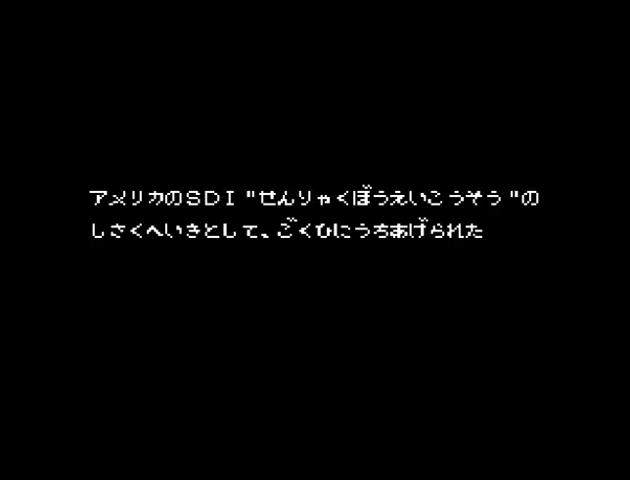 アメリカのSDI"せんりゃくぼうえいこうそう"の
しさくへいきとして、ごくひにうちあげられた